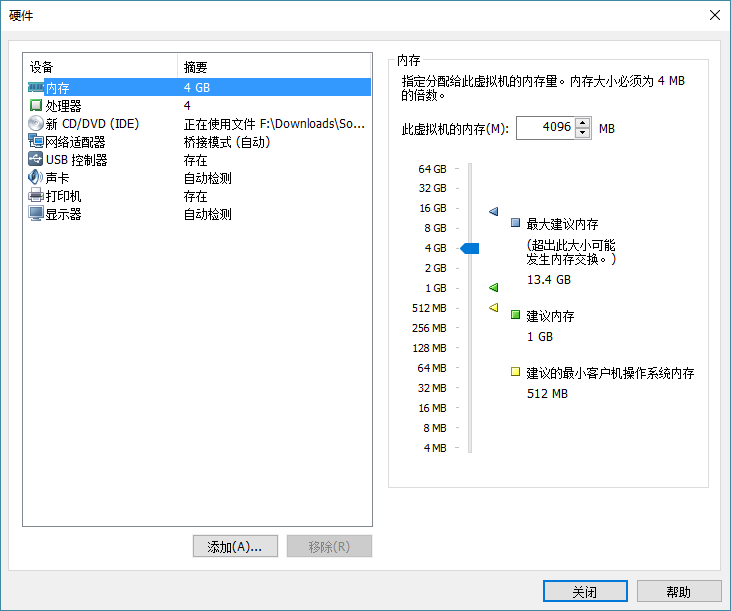 硬件
设备 摘要
内存 4 GB
处理器 4
新 CD/DVD (IDE) 正在使用文件 F:\Downloads\So...
网络适配器 桥接模式 (自动)
USB 控制器 存在
声卡 自动检测
打印机 存在
显示器 自动检测
添加(A)...
移除(R)
内存
指定分配给此虚拟机的内存量。内存大小必须为 4 MB
的倍数。
此虚拟机的内存(M): 4096 MB
64 GB
32 GB
16 GB
8 GB
4 GB
2 GB
1 GB
512 MB
256 MB
128 MB
64 MB
32 MB
16 MB
8 MB
4 MB
最大建议内存
(超出此大小可能
发生内存交换。)
13.4 GB
建议内存
1 GB
建议的最小客户机操作系统内存
512 MB
关闭
帮助